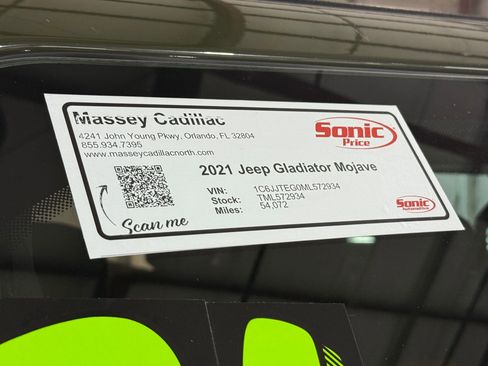 Massey Cadillac
4241 John Young Pkwy, Orlando, FL 32804
855.934.7395
www.masseycadillacnorth.com
Sonic
Price
2021 Jeep Gladiator Mojave
VIN: 1C6JJTEG0ML572934
Stock: TML572934
Miles: 54,072
Scan me
Sonic
Automotive